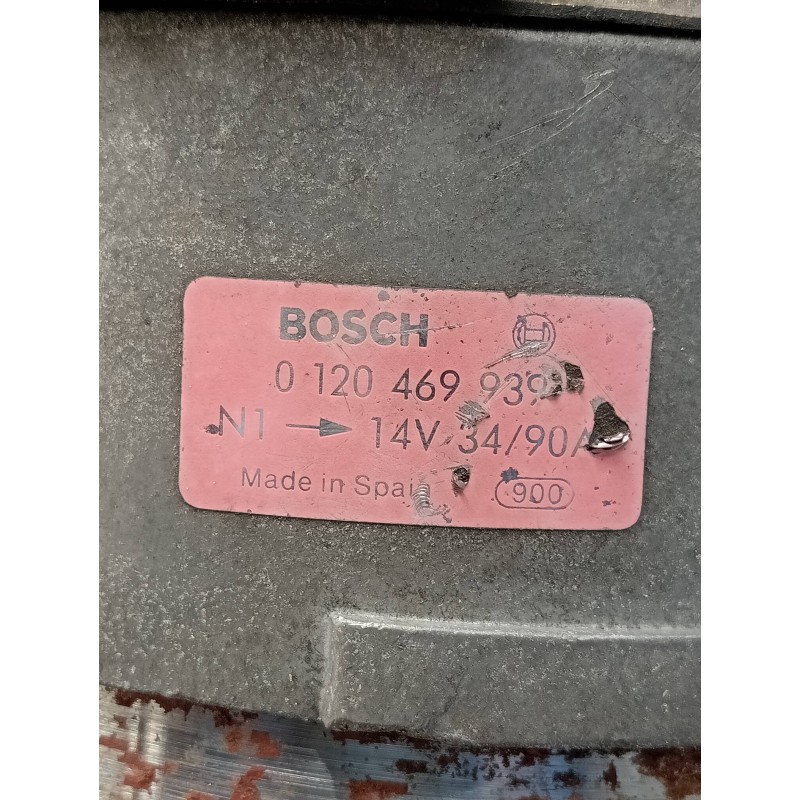 BOSCH
0 120 469 939
N1 → 14V 34/90A
Made in Spain
900